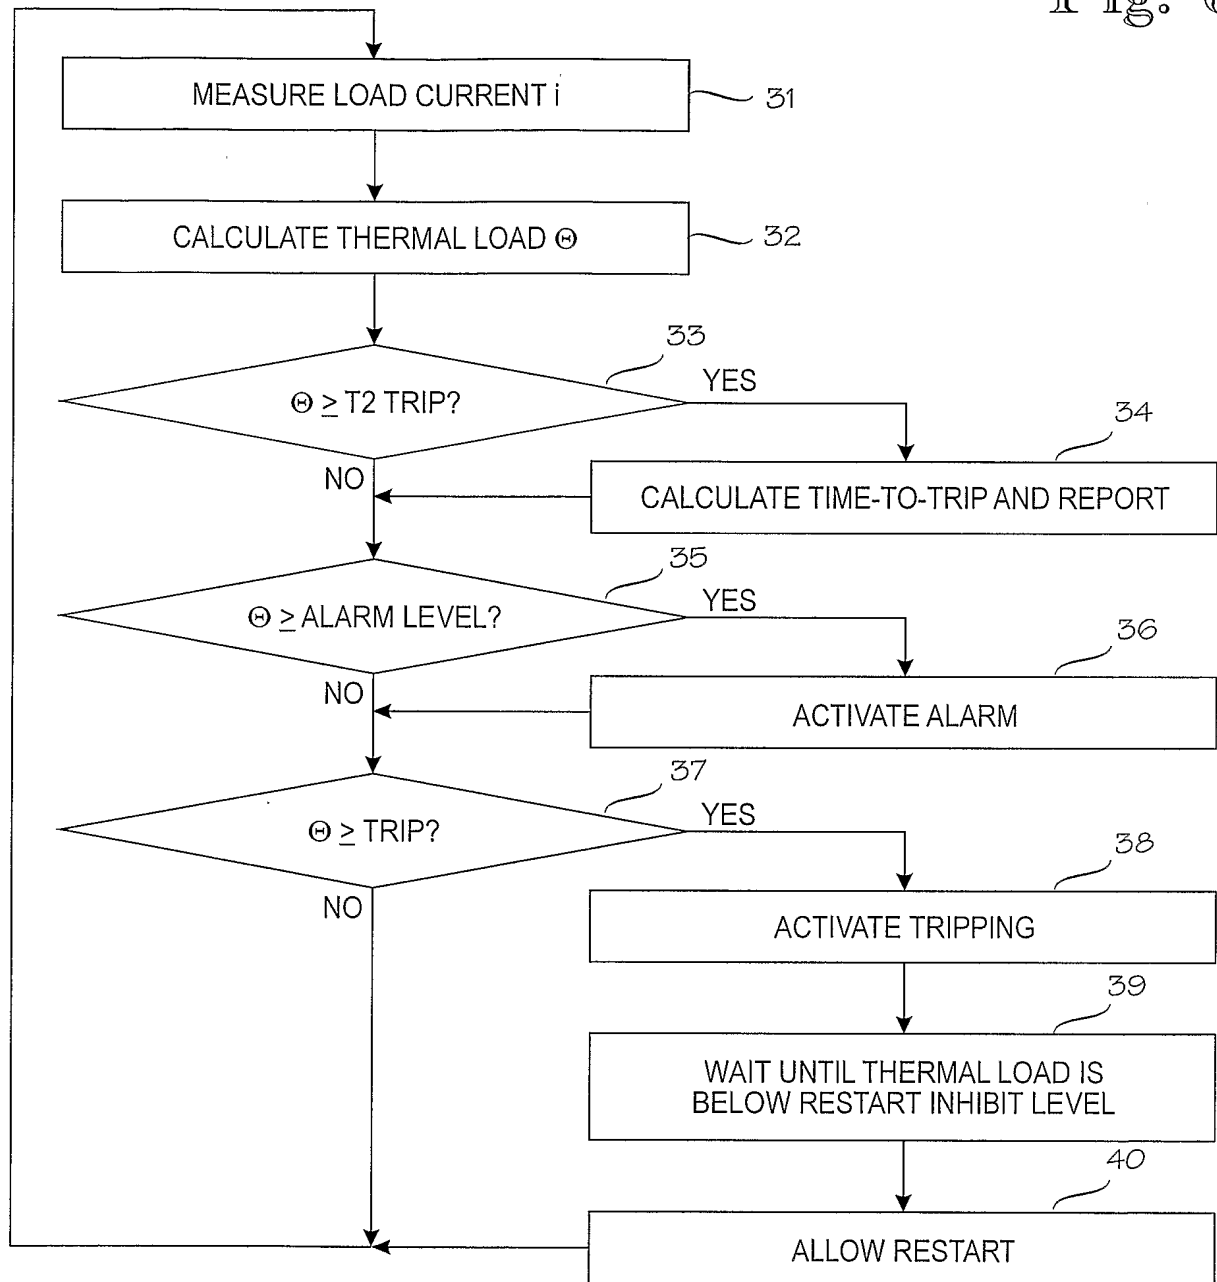 Fig.
MEASURE LOAD CURRENT i
31
CALCULATE THERMAL LOAD Θ
32
33
Θ ≥ T2 TRIP?
YES
NO
34
CALCULATE TIME-TO-TRIP AND REPORT
35
Θ ≥ ALARM LEVEL?
YES
NO
36
ACTIVATE ALARM
37
Θ ≥ TRIP?
YES
NO
38
ACTIVATE TRIPPING
39
WAIT UNTIL THERMAL LOAD IS
BELOW RESTART INHIBIT LEVEL
40
ALLOW RESTART